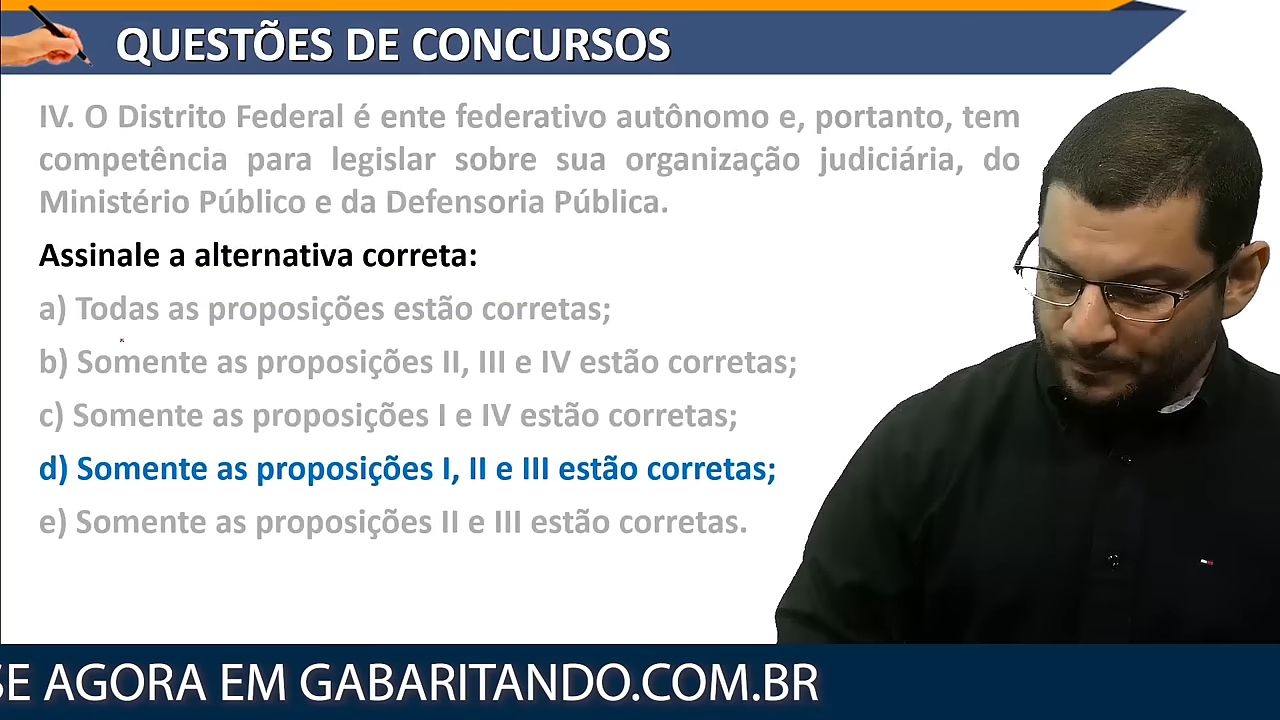 QUESTÕES DE CONCURSOS
IV. O Distrito Federal é ente federativo autônomo e, portanto, tem
competência para legislar sobre sua organização judiciária, do
Ministério Público e da Defensoria Pública.
Assinale a alternativa correta:
a) Todas as proposições estão corretas;
b) Somente as proposições II, III e IV estão corretas;
c) Somente as proposições I e IV estão corretas;
d) Somente as proposições I, II e III estão corretas;
e) Somente as proposições II e III estão corretas.
SE AGORA EM GABARITANDO.COM.BR